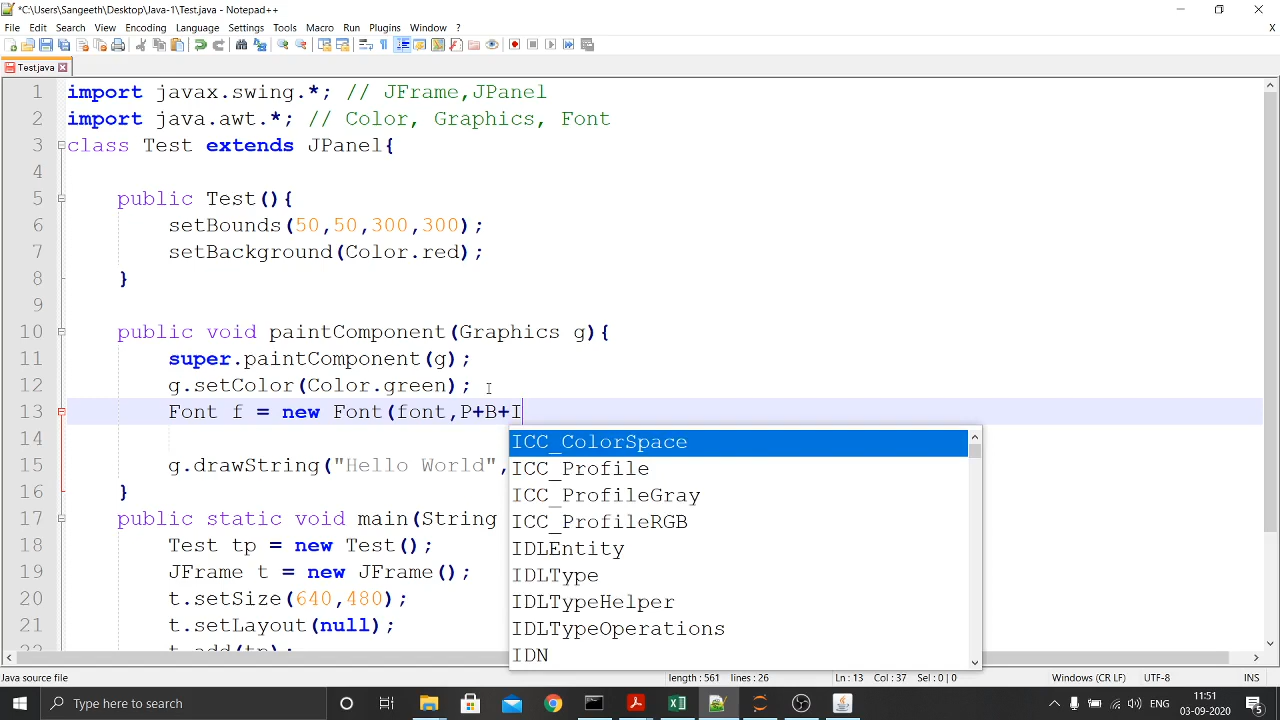 *C:\Users\Sangeeth\Desktop\Java-1\Test.java - Notepad++
File Edit Search View Encoding Language Settings Tools Macro Run Plugins Window ? X
Test.java
1 import javax.swing.*; // JFrame,JPanel
2 import java.awt.*; // Color, Graphics, Font
3 class Test extends JPanel{
4
5 public Test(){
6 setBounds(50,50,300,300);
7 setBackground(Color.red);
8 }
9
10 public void paintComponent(Graphics g){
11 super.paintComponent(g);
12 g.setColor(Color.green);
13 Font f = new Font(font,P+B+I
14
15 g.drawString("Hello World",
16 }
17 public static void main(String
18 Test tp = new Test();
19 JFrame t = new JFrame();
20 t.setSize(640,480);
21 t.setLayout(null);
22 t.add(tp);
ICC_ColorSpace
ICC_Profile
ICC_ProfileGray
ICC_ProfileRGB
IDLEntity
IDLType
IDLTypeHelper
IDLTypeOperations
IDN
Java source file length : 561 lines : 26 Ln : 13 Col : 37 Sel : 0 | 0 Windows (CR LF) UTF-8 INS
Type here to search
ENG
11:51
03-09-2020
5